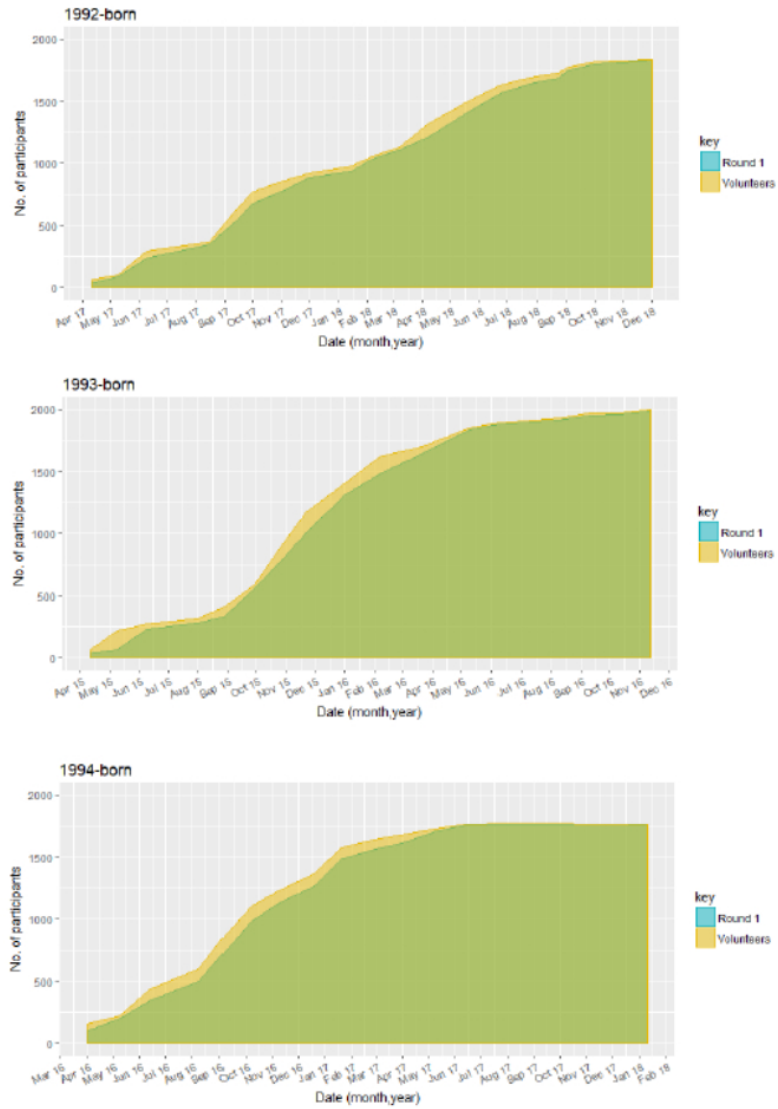 1992-born
2000
1500
1000
500
0
No. of participants
Apr 17 May 17 Jun 17 Jul 17 Aug 17 Sep 17 Oct 17 Nov 17 Dec 17 Jan 18 Feb 18 Mar 18 Apr 18 May 18 Jun 18 Jul 18 Aug 18 Sep 18 Oct 18 Nov 18 Dec 18
Date (month,year)
key
Round 1
Volunteers
1993-born
2000
1500
1000
500
0
No. of participants
Apr 15 May 15 Jun 15 Jul 15 Aug 15 Sep 15 Oct 15 Nov 15 Dec 15 Jan 16 Feb 16 Mar 16 Apr 16 May 16 Jun 16 Jul 16 Aug 16 Sep 16 Oct 16 Nov 16 Dec 16
Date (month,year)
key
Round 1
Volunteers
1994-born
2000
1500
1000
500
0
No. of participants
Mar 16 Apr 16 May 16 Jun 16 Jul 16 Aug 16 Sep 16 Oct 16 Nov 16 Dec 16 Jan 17 Feb 17 Mar 17 Apr 17 May 17 Jun 17 Jul 17 Aug 17 Sep 17 Oct 17 Nov 17 Dec 17 Jan 18 Feb 18
Date (month,year)
key
Round 1
Volunteers